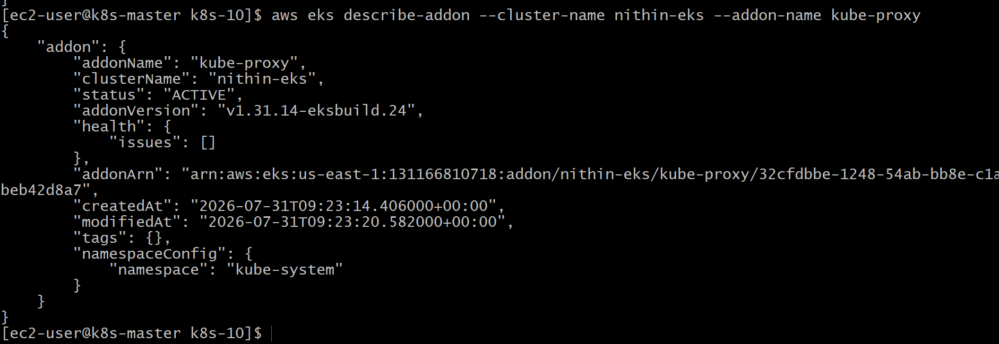 }
[ec2-user@k8s-master k8s-10]$ aws eks describe-addon --cluster-name nithin-eks --addon-name kube-proxy
{
    "addon": {
        "addonName": "kube-proxy",
        "clusterName": "nithin-eks",
        "status": "ACTIVE",
        "addonVersion": "v1.31.14-eksbuild.24",
        "health": {
            "issues": []
        },
        "addonArn": "arn:aws:eks:us-east-1:131166810718:addon/nithin-eks/kube-proxy/32cfdbbe-1248-54ab-bb8e-c1a
beb42d8a7",
        "createdAt": "2026-07-31T09:23:14.406000+00:00",
        "modifiedAt": "2026-07-31T09:23:20.582000+00:00",
        "tags": {},
        "namespaceConfig": {
            "namespace": "kube-system"
        }
    }
}
[ec2-user@k8s-master k8s-10]$